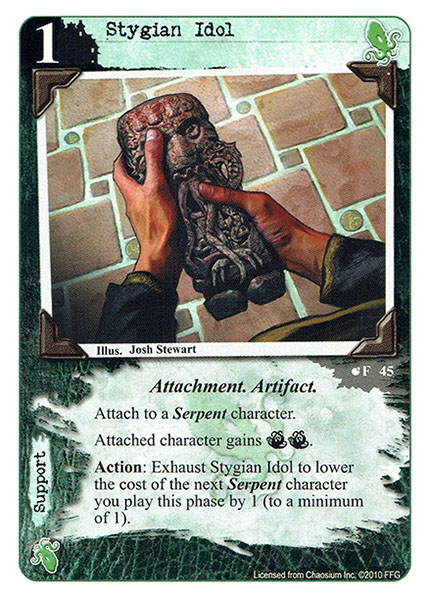 1
Stygian Idol
Illus. Josh Stewart
F 45
Attachment. Artifact.
Attach to a Serpent character.
Attached character gains .
Action: Exhaust Stygian Idol to lower
the cost of the next Serpent character
you play this phase by 1 (to a minimum
of 1).
Support
Licensed from Chaosium Inc. ©2010 FFG